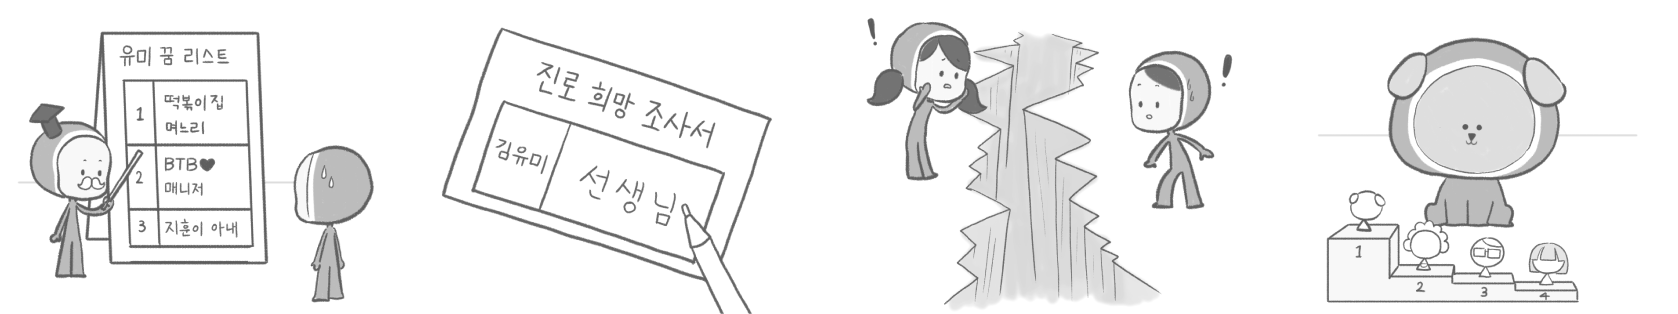 유미 꿈 리스트
1
떡볶이집
며느리
2
BTB♥
매니저
3
지훈이 아내
진로 희망 조사서
김유미
선생님
!
!
1
2
3
4